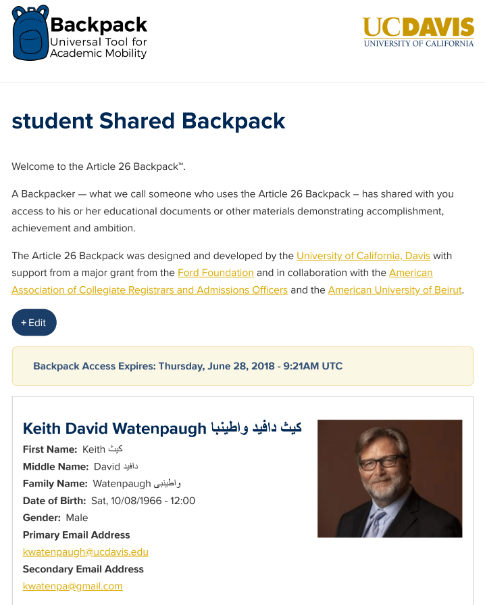 Backpack
Universal Tool for
Academic Mobility
UCDAVIS
UNIVERSITY OF CALIFORNIA
student Shared Backpack
Welcome to the Article 26 Backpack™.
A Backpacker — what we call someone who uses the Article 26 Backpack – has shared with you
access to his or her educational documents or other materials demonstrating accomplishment,
achievement and ambition.
The Article 26 Backpack was designed and developed by the University of California, Davis with
support from a major grant from the Ford Foundation and in collaboration with the American
Association of Collegiate Registrars and Admissions Officers and the American University of Beirut.
+ Edit
Backpack Access Expires: Thursday, June 28, 2018 - 9:21AM UTC
Keith David Watenpaugh كيث دافيد واطينبا
First Name: Keith كيث
Middle Name: David دافيد
Family Name: Watenpaugh واطينبى
Date of Birth: Sat, 10/08/1966 - 12:00
Gender: Male
Primary Email Address
kwatenpaugh@ucdavis.edu
Secondary Email Address
kwatenpa@gmail.com